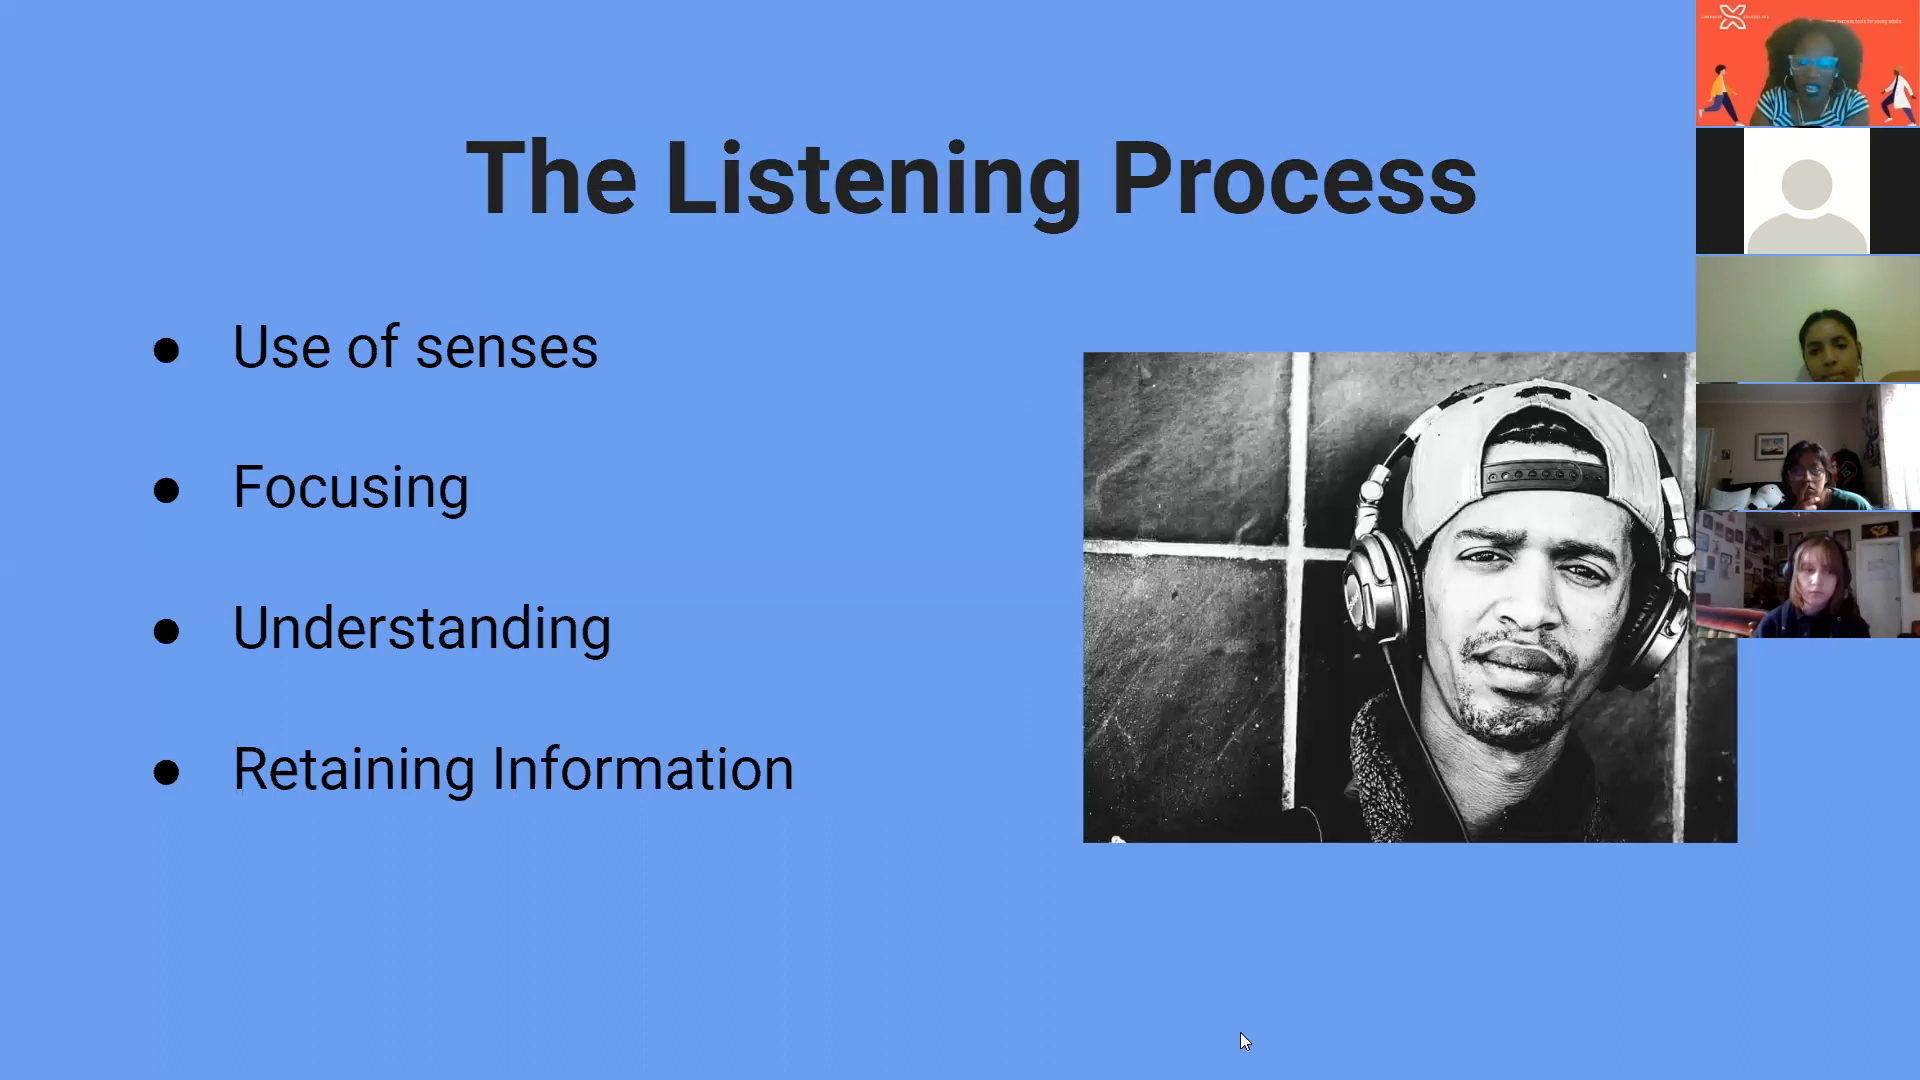 The Listening Process
● Use of senses
● Focusing
● Understanding
● Retaining Information